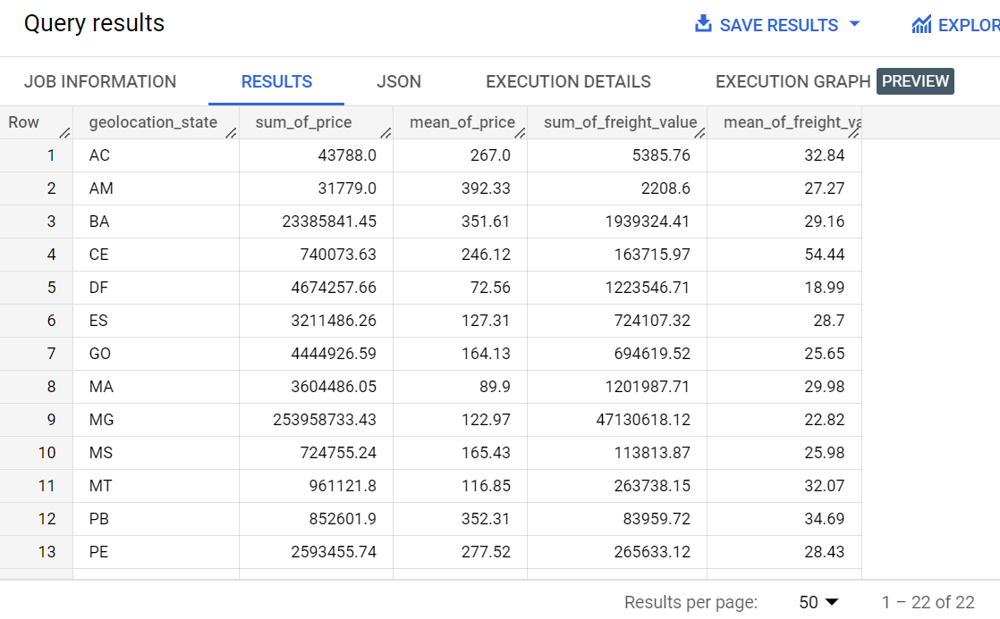 Query results SAVE RESULTS EXPLOR
JOB INFORMATION RESULTS JSON EXECUTION DETAILS EXECUTION GRAPH PREVIEW
Row geolocation_state sum_of_price mean_of_price sum_of_freight_value mean_of_freight_va
1 AC 43788.0 267.0 5385.76 32.84
2 AM 31779.0 392.33 2208.6 27.27
3 BA 23385841.45 351.61 1939324.41 29.16
4 CE 740073.63 246.12 163715.97 54.44
5 DF 4674257.66 72.56 1223546.71 18.99
6 ES 3211486.26 127.31 724107.32 28.7
7 GO 4444926.59 164.13 694619.52 25.65
8 MA 3604486.05 89.9 1201987.71 29.98
9 MG 253958733.43 122.97 47130618.12 22.82
10 MS 724755.24 165.43 113813.87 25.98
11 MT 961121.8 116.85 263738.15 32.07
12 PB 852601.9 352.31 83959.72 34.69
13 PE 2593455.74 277.52 265633.12 28.43
Results per page: 50 1 – 22 of 22